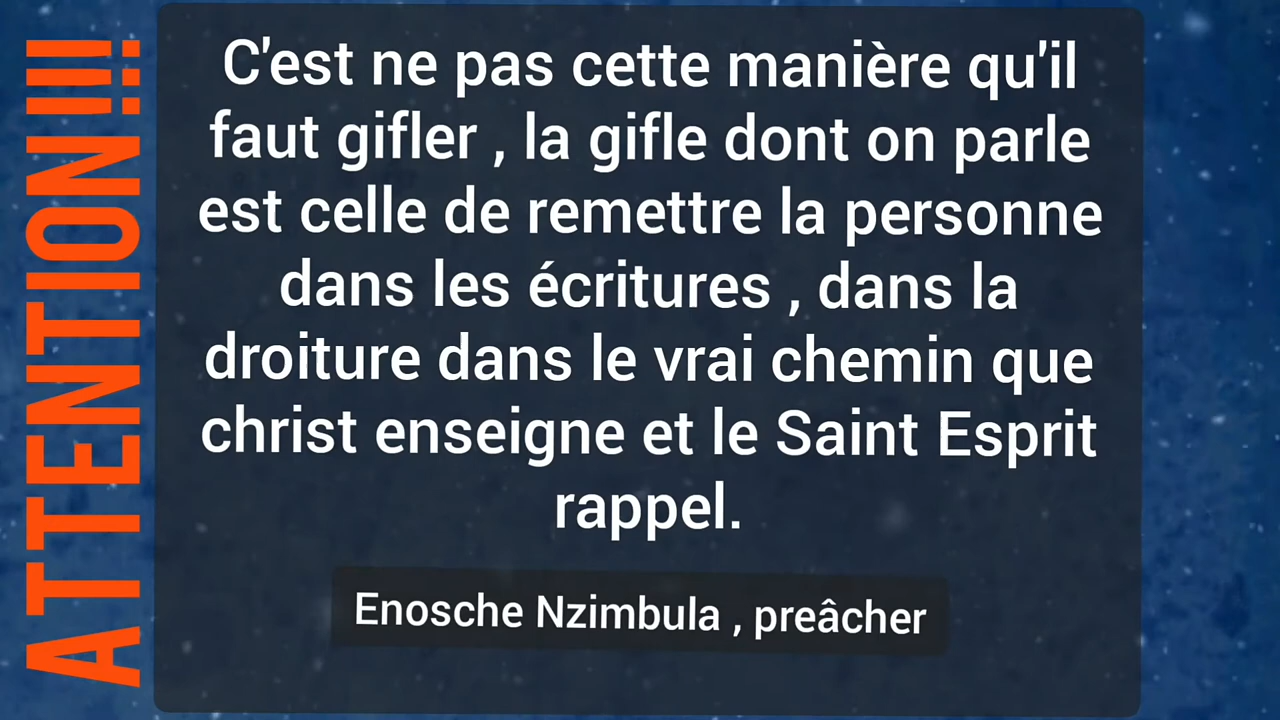 ATTENTION!!!
C'est ne pas cette manière qu'il
faut gifler , la gifle dont on parle
est celle de remettre la personne
dans les écritures , dans la
droiture dans le vrai chemin que
christ enseigne et le Saint Esprit
rappel.
Enosche Nzimbula , preâcher